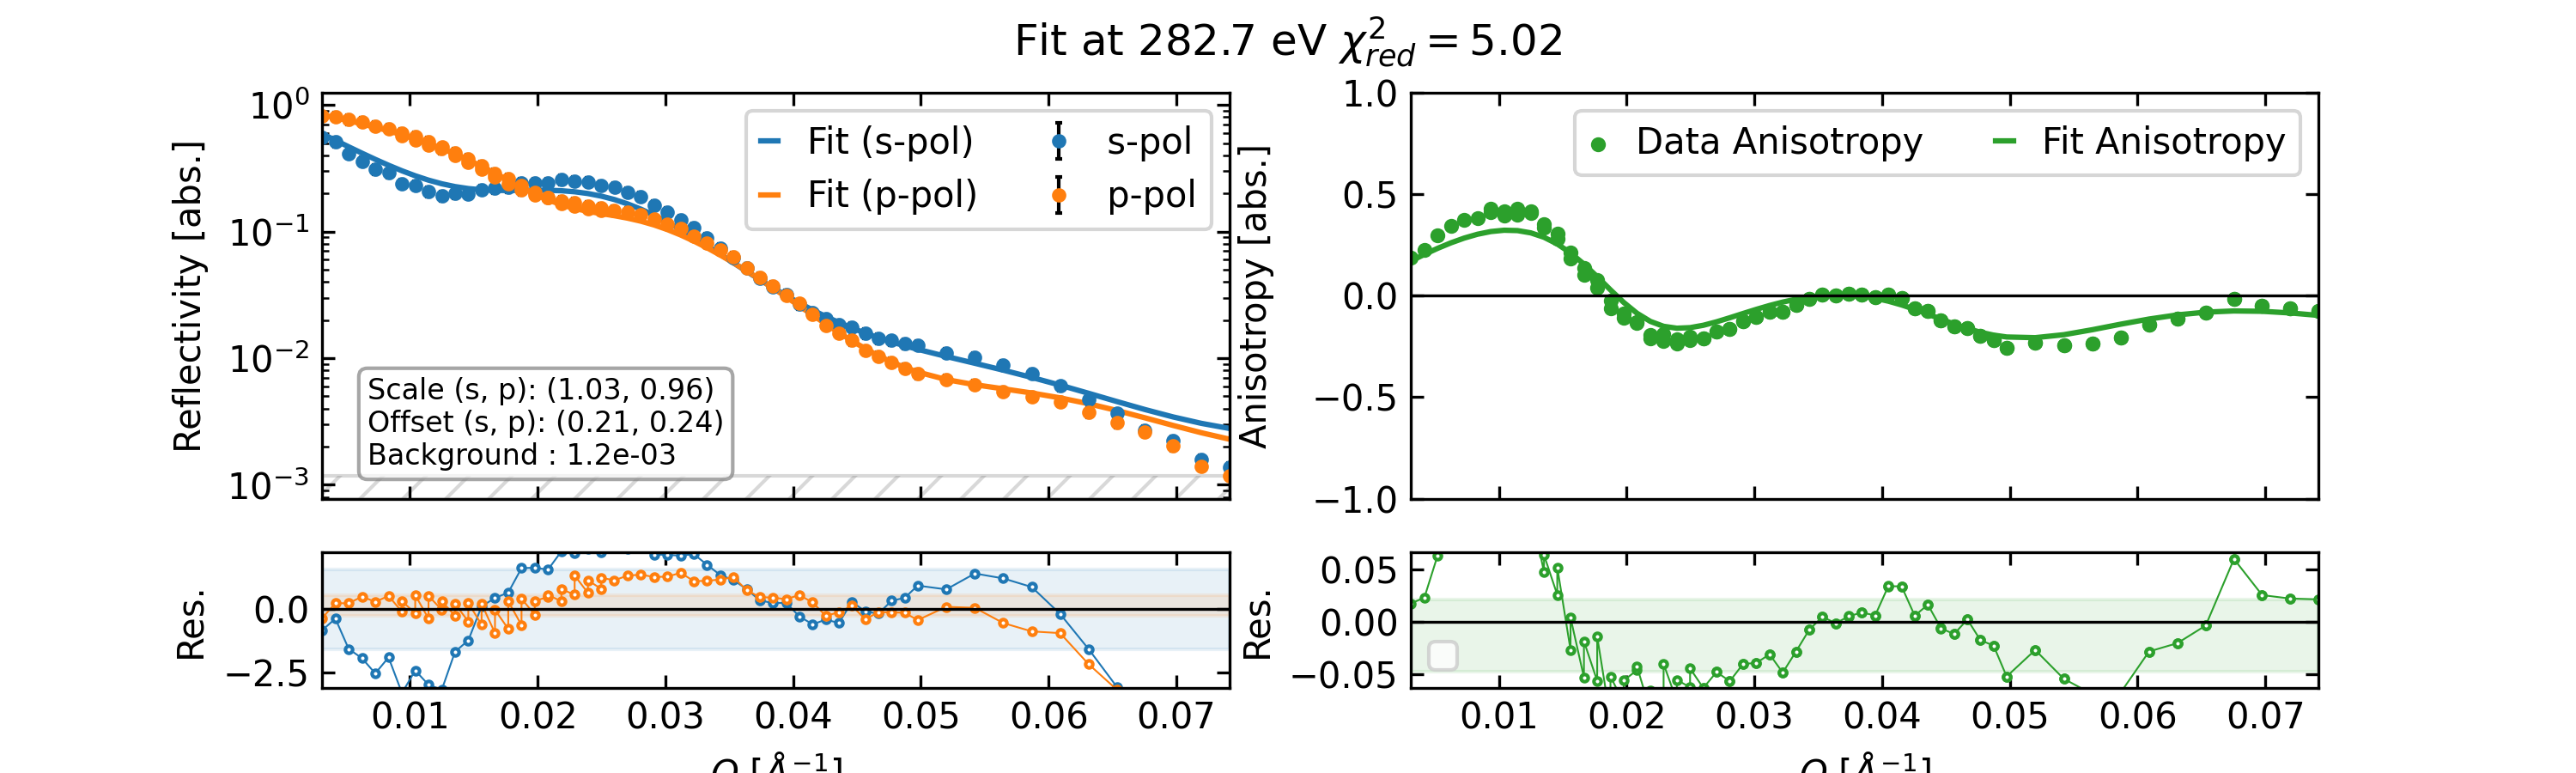 Fit at 282.7 eV χ²_red = 5.02
Reflectivity [abs.]
10⁰
10⁻¹
10⁻²
10⁻³
Fit (s-pol)
Fit (p-pol)
s-pol
p-pol
Scale (s, p): (1.03, 0.96)
Offset (s, p): (0.21, 0.24)
Background : 1.2e-03
Anisotropy [abs.]
1.0
0.5
0.0
−0.5
−1.0
Data Anisotropy
Fit Anisotropy
Res.
0.0
−2.5
0.01 0.02 0.03 0.04 0.05 0.06 0.07
Q [Å⁻¹]
Res.
0.05
0.00
−0.05
0.01 0.02 0.03 0.04 0.05 0.06 0.07
Q [Å⁻¹]